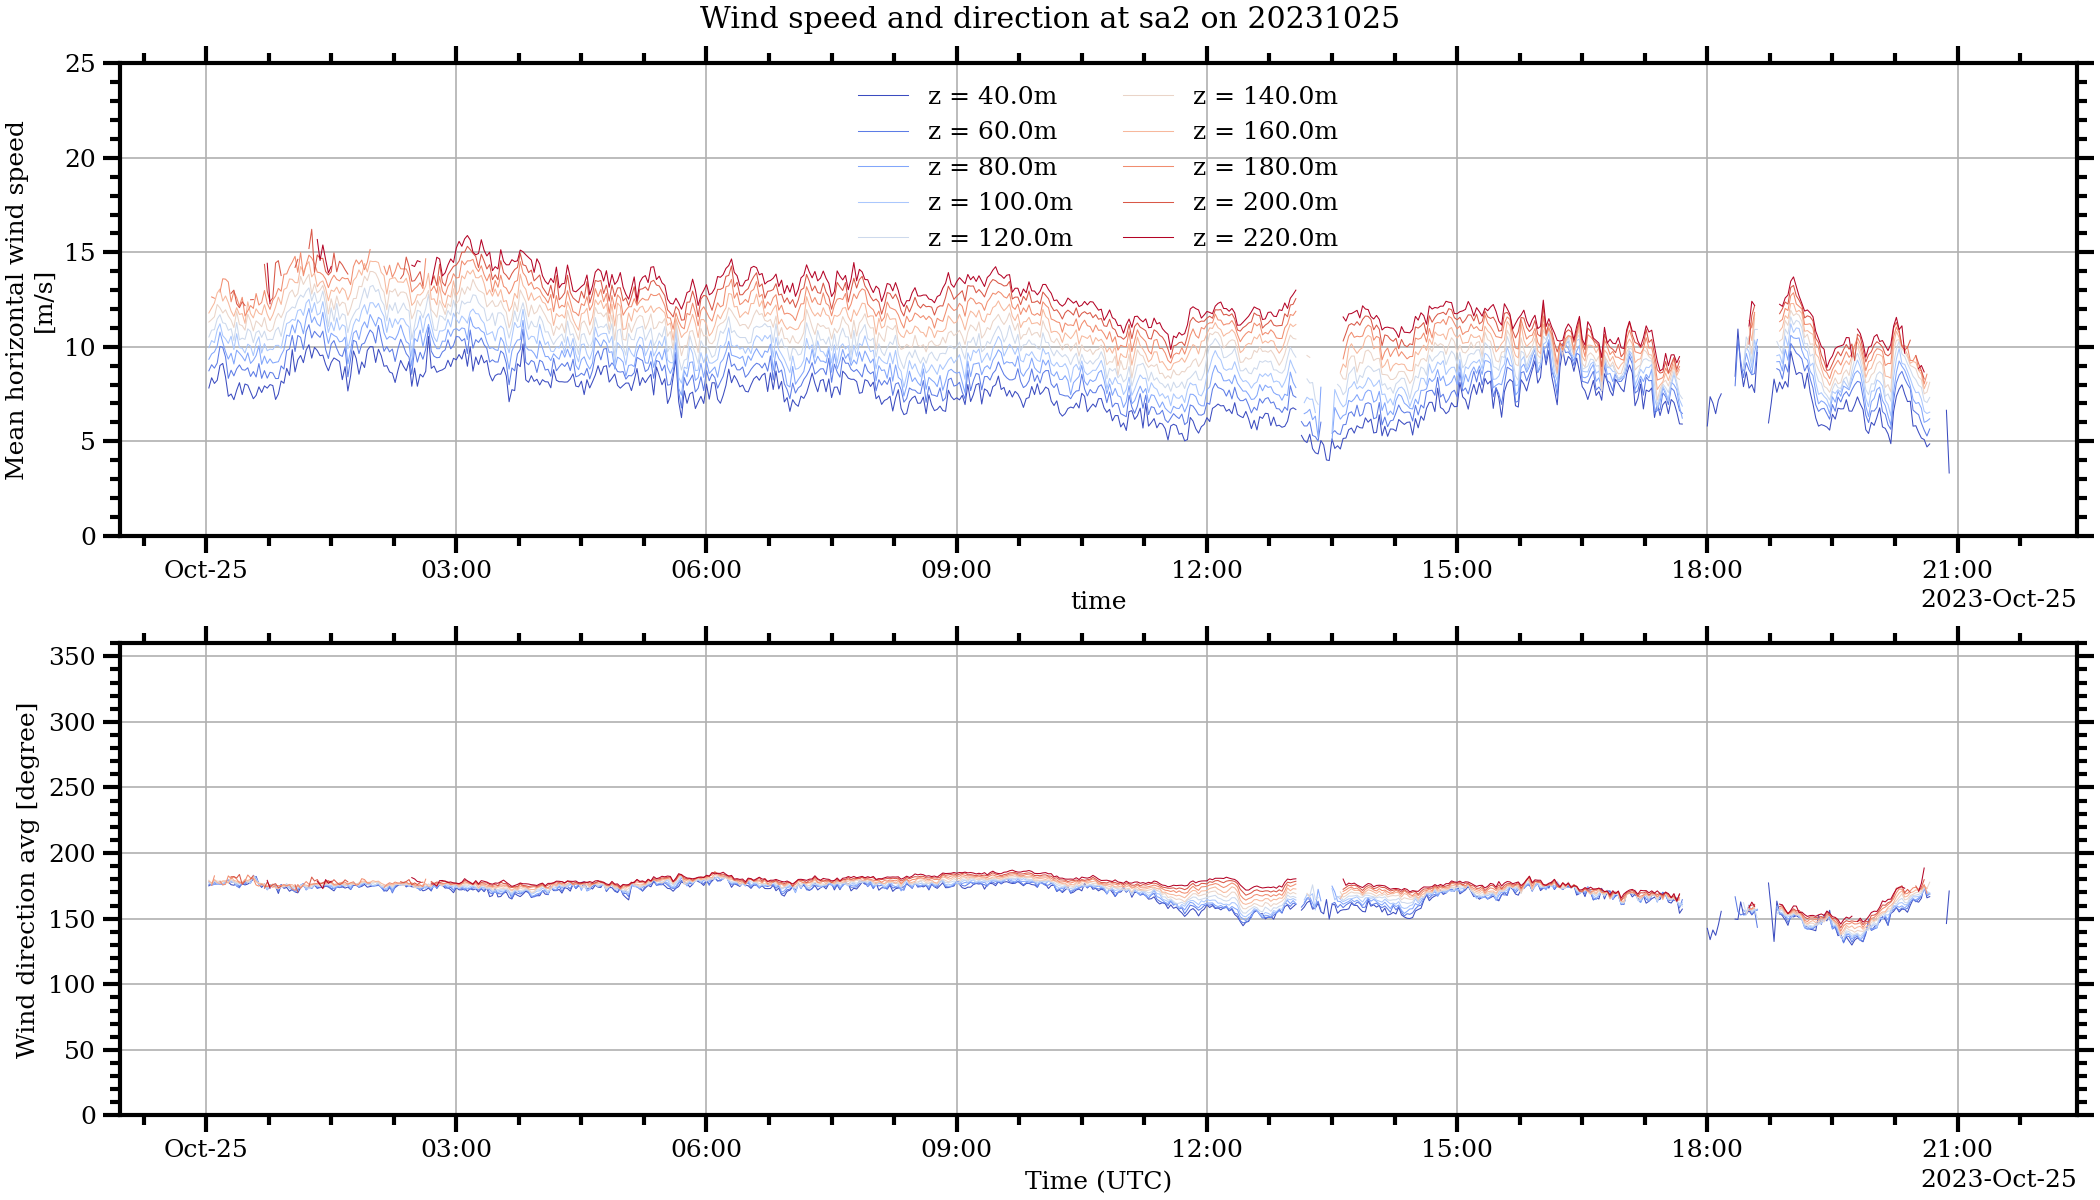 Wind speed and direction at sa2 on 20231025
25
20
15
10
5
0
Mean horizontal wind speed
[m/s]
z = 40.0m
z = 60.0m
z = 80.0m
z = 100.0m
z = 120.0m
z = 140.0m
z = 160.0m
z = 180.0m
z = 200.0m
z = 220.0m
Oct-25 03:00 06:00 09:00 12:00 15:00 18:00 21:00
time
2023-Oct-25
350
300
250
200
150
100
50
0
Wind direction avg [degree]
Oct-25 03:00 06:00 09:00 12:00 15:00 18:00 21:00
Time (UTC)
2023-Oct-25